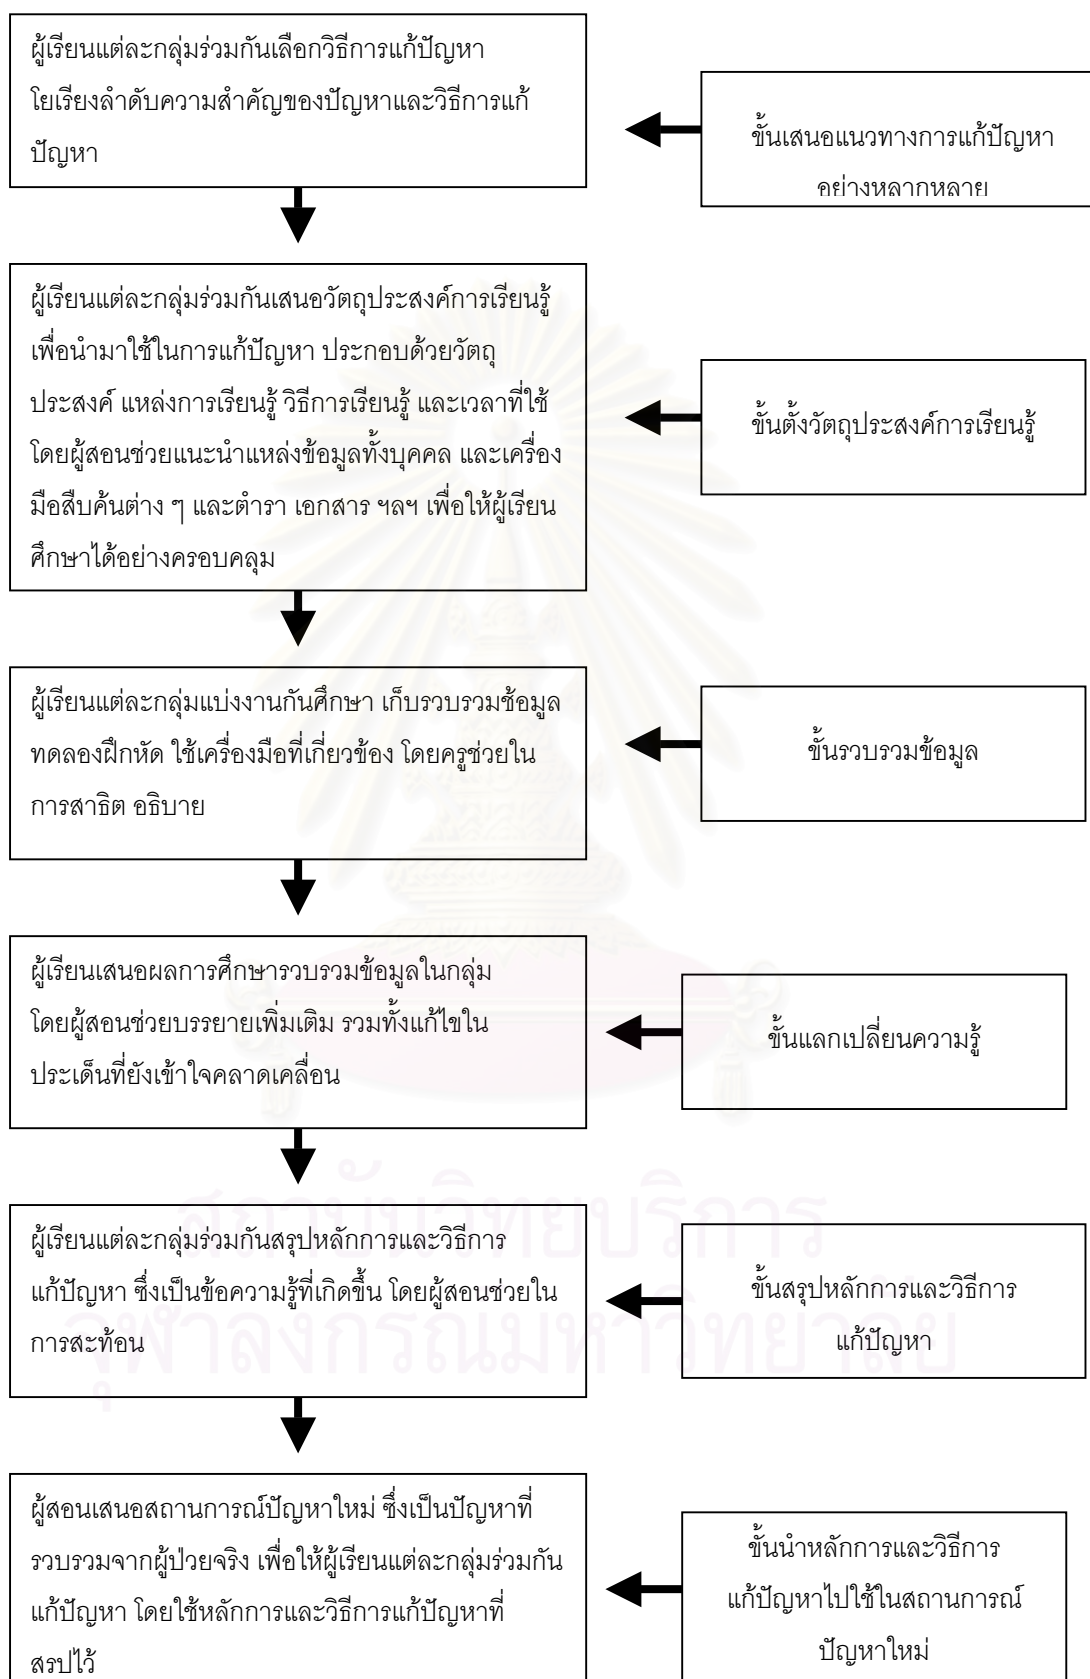 ผู้เรียนแต่ละกลุ่มร่วมกันเลือกวิธีการแก้ปัญหา
โยเรียงลำดับความสำคัญของปัญหาและวิธีการแก้
ปัญหา
ขั้นเสนอแนวทางการแก้ปัญหา
อย่างหลากหลาย
ผู้เรียนแต่ละกลุ่มร่วมกันเสนอวัตถุประสงค์การเรียนรู้
เพื่อนำมาใช้ในการแก้ปัญหา ประกอบด้วยวัตถุ
ประสงค์ แหล่งการเรียนรู้ วิธีการเรียนรู้ และเวลาที่ใช้
โดยผู้สอนช่วยแนะนำแหล่งข้อมูลทั้งบุคคล และเครื่อง
มือสืบค้นต่าง ๆ และตำรา เอกสาร ฯลฯ เพื่อให้ผู้เรียน
ศึกษาได้อย่างครอบคลุม
ขั้นตั้งวัตถุประสงค์การเรียนรู้
ผู้เรียนแต่ละกลุ่มแบ่งงานกันศึกษา เก็บรวบรวมช้อมูล
ทดลองฝึกหัด ใช้เครื่องมือที่เกี่ยวข้อง โดยครูช่วยใน
การสาธิต อธิบาย
ขั้นรวบรวมข้อมูล
ผู้เรียนเสนอผลการศึกษารวบรวมข้อมูลในกลุ่ม
โดยผู้สอนช่วยบรรยายเพิ่มเติม รวมทั้งแก้ไขใน
ประเด็นที่ยังเข้าใจคลาดเคลื่อน
ขั้นแลกเปลี่ยนความรู้
ผู้เรียนแต่ละกลุ่มร่วมกันสรุปหลักการและวิธีการ
แก้ปัญหา ซึ่งเป็นข้อความรู้ที่เกิดขึ้น โดยผู้สอนช่วยใน
การสะท้อน
ขั้นสรุปหลักการและวิธีการ
แก้ปัญหา
ผู้สอนเสนอสถานการณ์ปัญหาใหม่ ซึ่งเป็นปัญหาที่
รวบรวมจากผู้ป่วยจริง เพื่อให้ผู้เรียนแต่ละกลุ่มร่วมกัน
แก้ปัญหา โดยใช้หลักการและวิธีการแก้ปัญหาที่
สรุปไว้
ขั้นนำหลักการและวิธีการ
แก้ปัญหาไปใช้ในสถานการณ์
ปัญหาใหม่
สถาบันวิทยบริการ
จุฬาลงกรณ์มหาวิทยาลัย